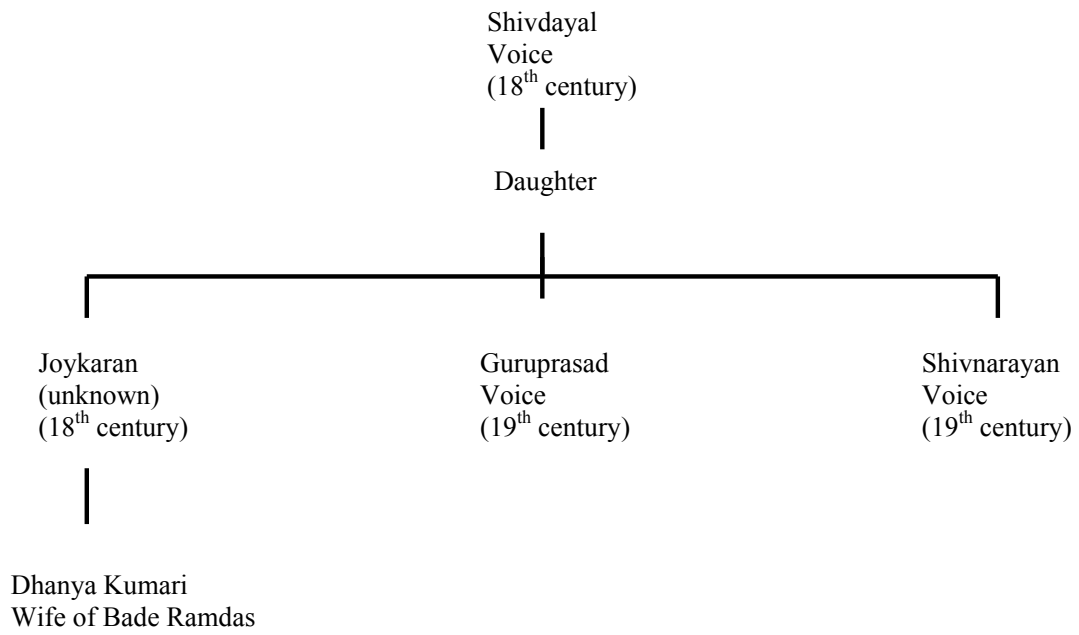 Shivdayal
Voice
(18th century)
Daughter
Joykaran
(unknown)
(18th century)
Guruprasad
Voice
(19th century)
Shivnarayan
Voice
(19th century)
Dhanya Kumari
Wife of Bade Ramdas